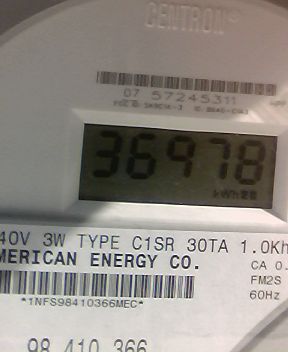 CENTRON
07 57245311
36978
kWh
40V 3W TYPE C1SR 30TA 1.0Kh
MERICAN ENERGY CO.
CA 0.
FM2S
*1NFS98410366MEC*
60Hz
98 410 366